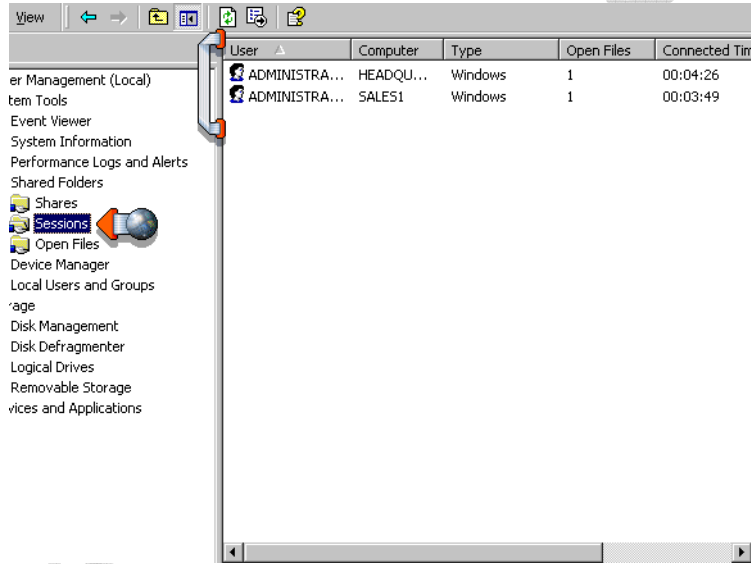 View
User Computer Type Open Files Connected Tim
ADMINISTRA... HEADQU... Windows 1 00:04:26
ADMINISTRA... SALES1 Windows 1 00:03:49
er Management (Local)
tem Tools
Event Viewer
System Information
Performance Logs and Alerts
Shared Folders
Shares
Sessions
Open Files
Device Manager
Local Users and Groups
rage
Disk Management
Disk Defragmenter
Logical Drives
Removable Storage
vices and Applications